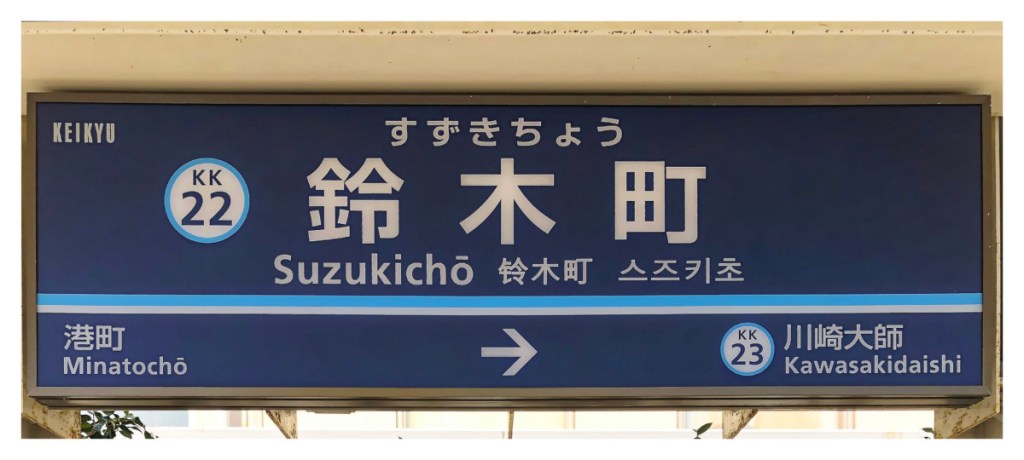 KEIKYU
すずきちょう
KK
22
鈴木町
Suzukichō 铃木町 스즈키초
港町
Minatochō
→
KK
23
川崎大師
Kawasakidaishi